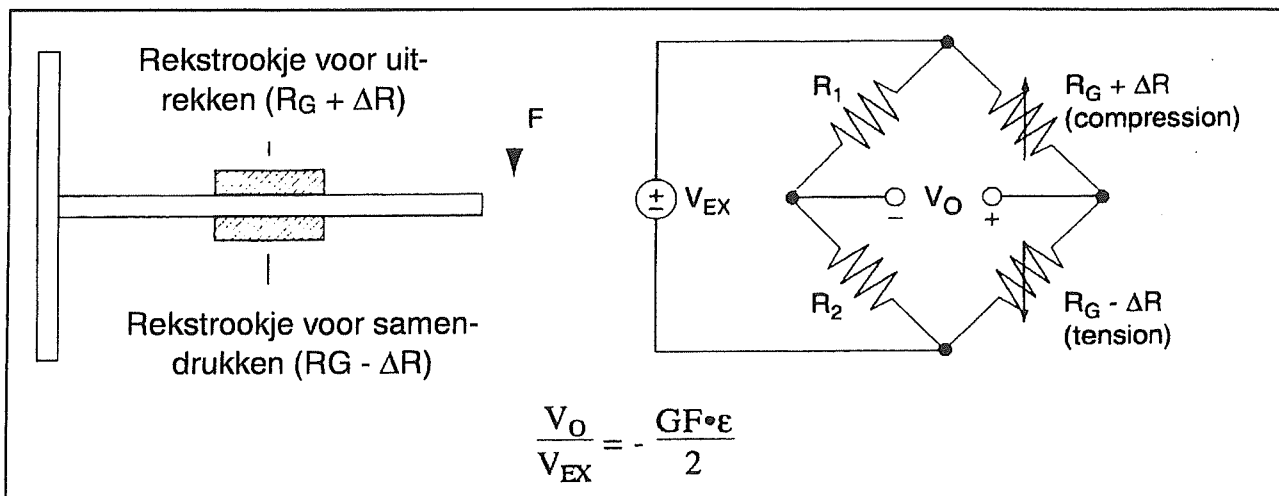 Rekstrookje voor uit-
rekken (RG + ΔR)
F
Rekstrookje voor samen-
drukken (RG - ΔR)
R1
RG + ΔR
(compression)
± VEX
- VO +
R2
RG - ΔR
(tension)
VO/VEX = - GF•ε/2